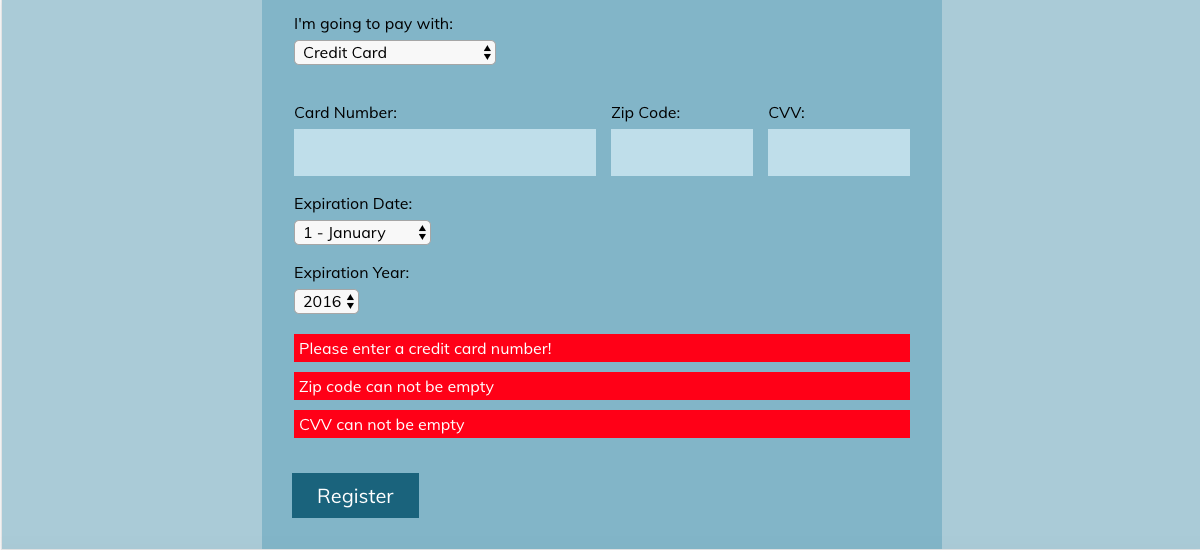 I'm going to pay with:
Credit Card
Card Number: Zip Code: CVV:
Expiration Date:
1 - January
Expiration Year:
2016
Please enter a credit card number!
Zip code can not be empty
CVV can not be empty
Register